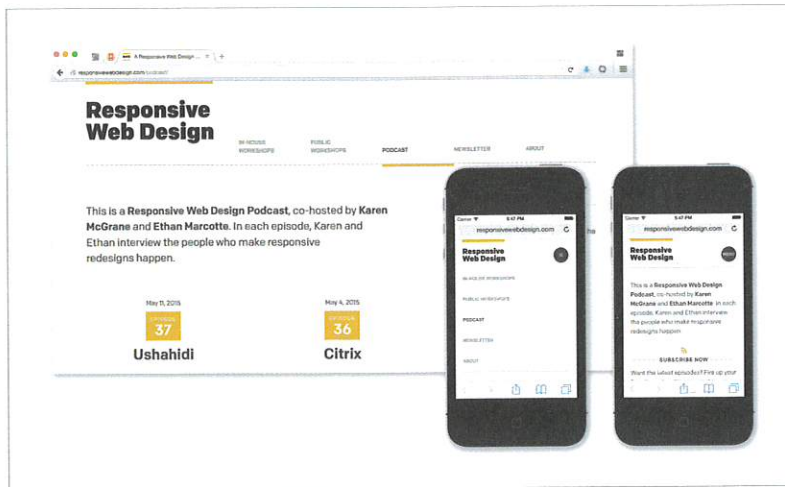 A Responsive Web Design ...
responsivewebdesign.com/podcast/
Responsive
Web Design
IN-HOUSE
WORKSHOPS
PUBLIC
WORKSHOPS
PODCAST
NEWSLETTER
ABOUT
This is a Responsive Web Design Podcast, co-hosted by Karen
McGrane and Ethan Marcotte. In each episode, Karen and
Ethan interview the people who make responsive
redesigns happen.
May 11, 2015
EPISODE
37
Ushahidi
May 4, 2015
EPISODE
36
Citrix
Carrier 5:47 PM
responsivewebdesign.com
Responsive
Web Design
IN-HOUSE WORKSHOPS
PUBLIC WORKSHOPS
PODCAST
NEWSLETTER
ABOUT
Carrier 5:47 PM
responsivewebdesign.com
Responsive
Web Design
MENU
This is a Responsive Web Design
Podcast, co-hosted by Karen
McGrane and Ethan Marcotte. In each
episode, Karen and Ethan interview
the people who make responsive
redesigns happen.
SUBSCRIBE NOW
Want the latest episodes? Fire up your